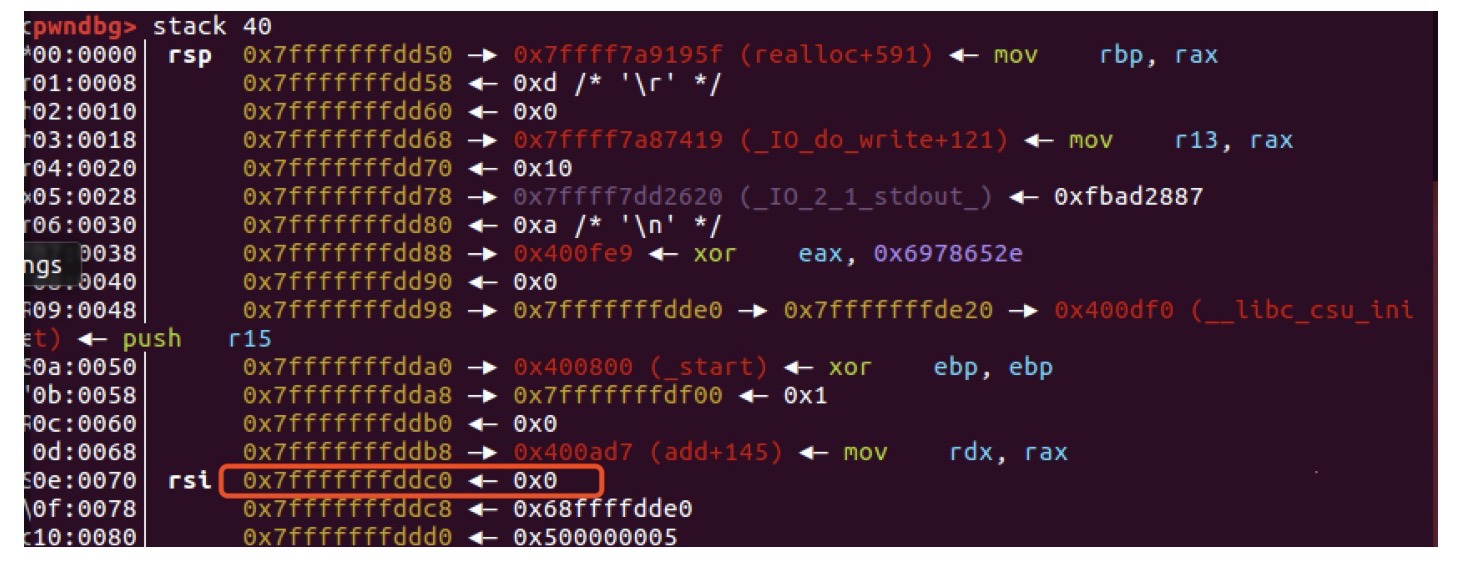 pwndbg> stack 40
00:0000│ rsp 0x7fffffffdd50 —▸ 0x7ffff7a9195f (realloc+591) ◂— mov rbp, rax
01:0008│ 0x7fffffffdd58 ◂— 0xd /* '\r' */
02:0010│ 0x7fffffffdd60 ◂— 0x0
03:0018│ 0x7fffffffdd68 —▸ 0x7ffff7a87419 (_IO_do_write+121) ◂— mov r13, rax
04:0020│ 0x7fffffffdd70 ◂— 0x10
05:0028│ 0x7fffffffdd78 —▸ 0x7ffff7dd2620 (_IO_2_1_stdout_) ◂— 0xfbad2887
06:0030│ 0x7fffffffdd80 ◂— 0xa /* '\n' */
ngs 0038│ 0x7fffffffdd88 —▸ 0x400fe9 ◂— xor eax, 0x6978652e
0040│ 0x7fffffffdd90 ◂— 0x0
09:0048│ 0x7fffffffdd98 —▸ 0x7fffffffdde0 —▸ 0x7fffffffde20 —▸ 0x400df0 (__libc_csu_ini
t) ◂— push r15
0a:0050│ 0x7fffffffdda0 —▸ 0x400800 (_start) ◂— xor ebp, ebp
0b:0058│ 0x7fffffffdda8 —▸ 0x7fffffffdf00 ◂— 0x1
0c:0060│ 0x7fffffffddb0 ◂— 0x0
0d:0068│ 0x7fffffffddb8 —▸ 0x400ad7 (add+145) ◂— mov rdx, rax
0e:0070│ rsi 0x7fffffffddc0 ◂— 0x0
0f:0078│ 0x7fffffffddc8 ◂— 0x68ffffdde0
10:0080│ 0x7fffffffddd0 ◂— 0x500000005